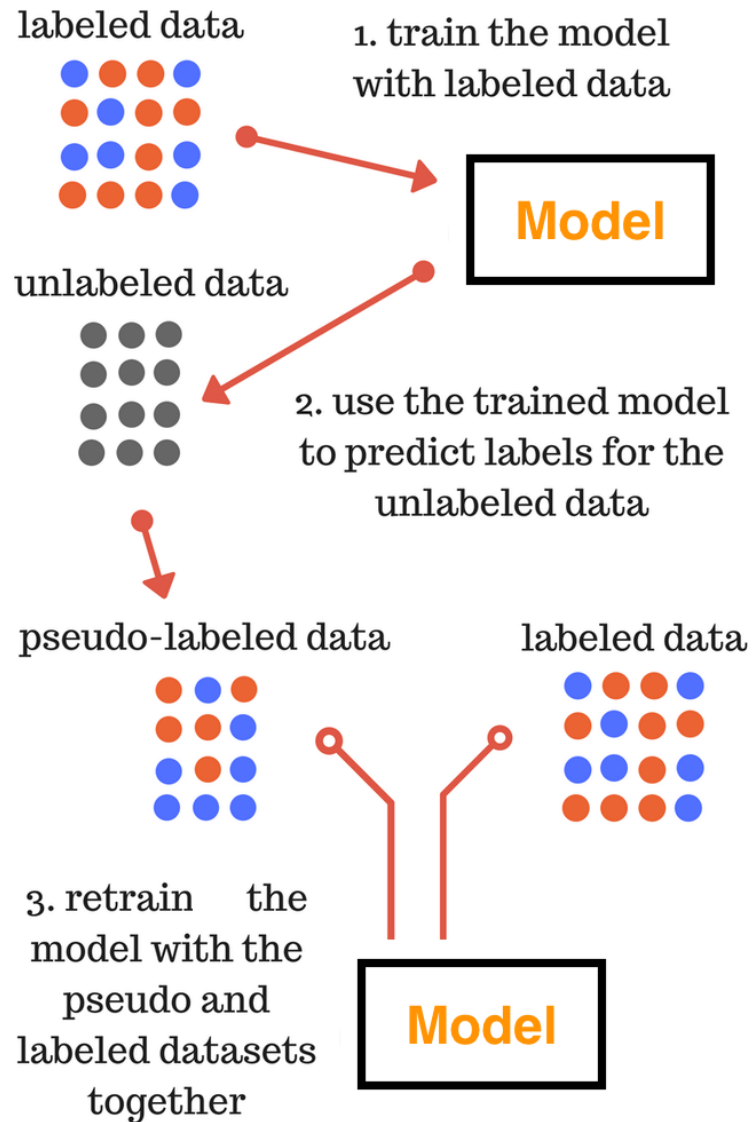 labeled data
1. train the model
with labeled data
Model
unlabeled data
2. use the trained model
to predict labels for the
unlabeled data
pseudo-labeled data
labeled data
3. retrain the
model with the
pseudo and
labeled datasets
together
Model